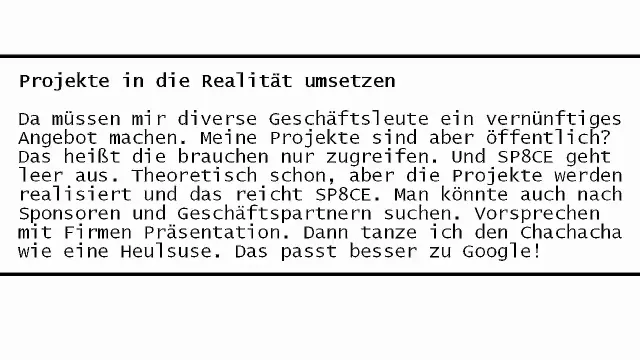 Projekte in die Realität umsetzen
Da müssen mir diverse Geschäftsleute ein vernünftiges
Angebot machen. Meine Projekte sind aber öffentlich?
Das heißt die brauchen nur zugreifen. Und SP8CE geht
leer aus. Theoretisch schon, aber die Projekte werden
realisiert und das reicht SP8CE. Man könnte auch nach
Sponsoren und Geschäftspartnern suchen. Vorsprechen
mit Firmen Präsentation. Dann tanze ich den Chachacha
wie eine Heulsuse. Das passt besser zu Google!